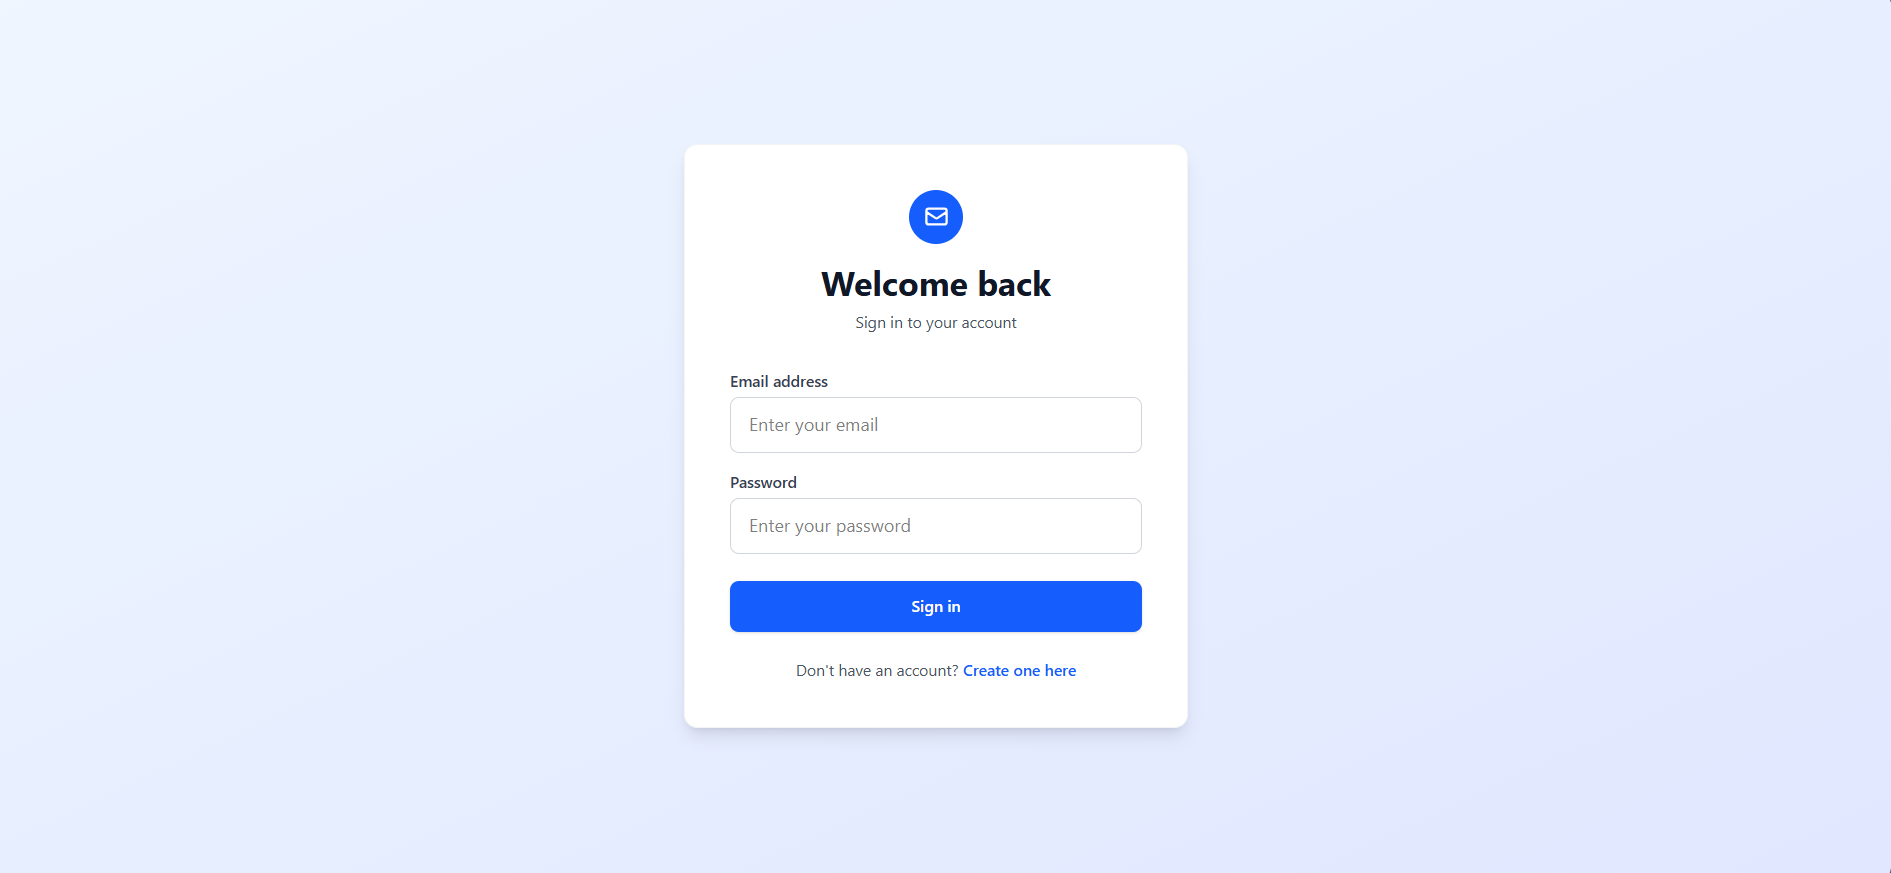 Welcome back
Sign in to your account
Email address
Enter your email
Password
Enter your password
Sign in
Don't have an account? Create one here